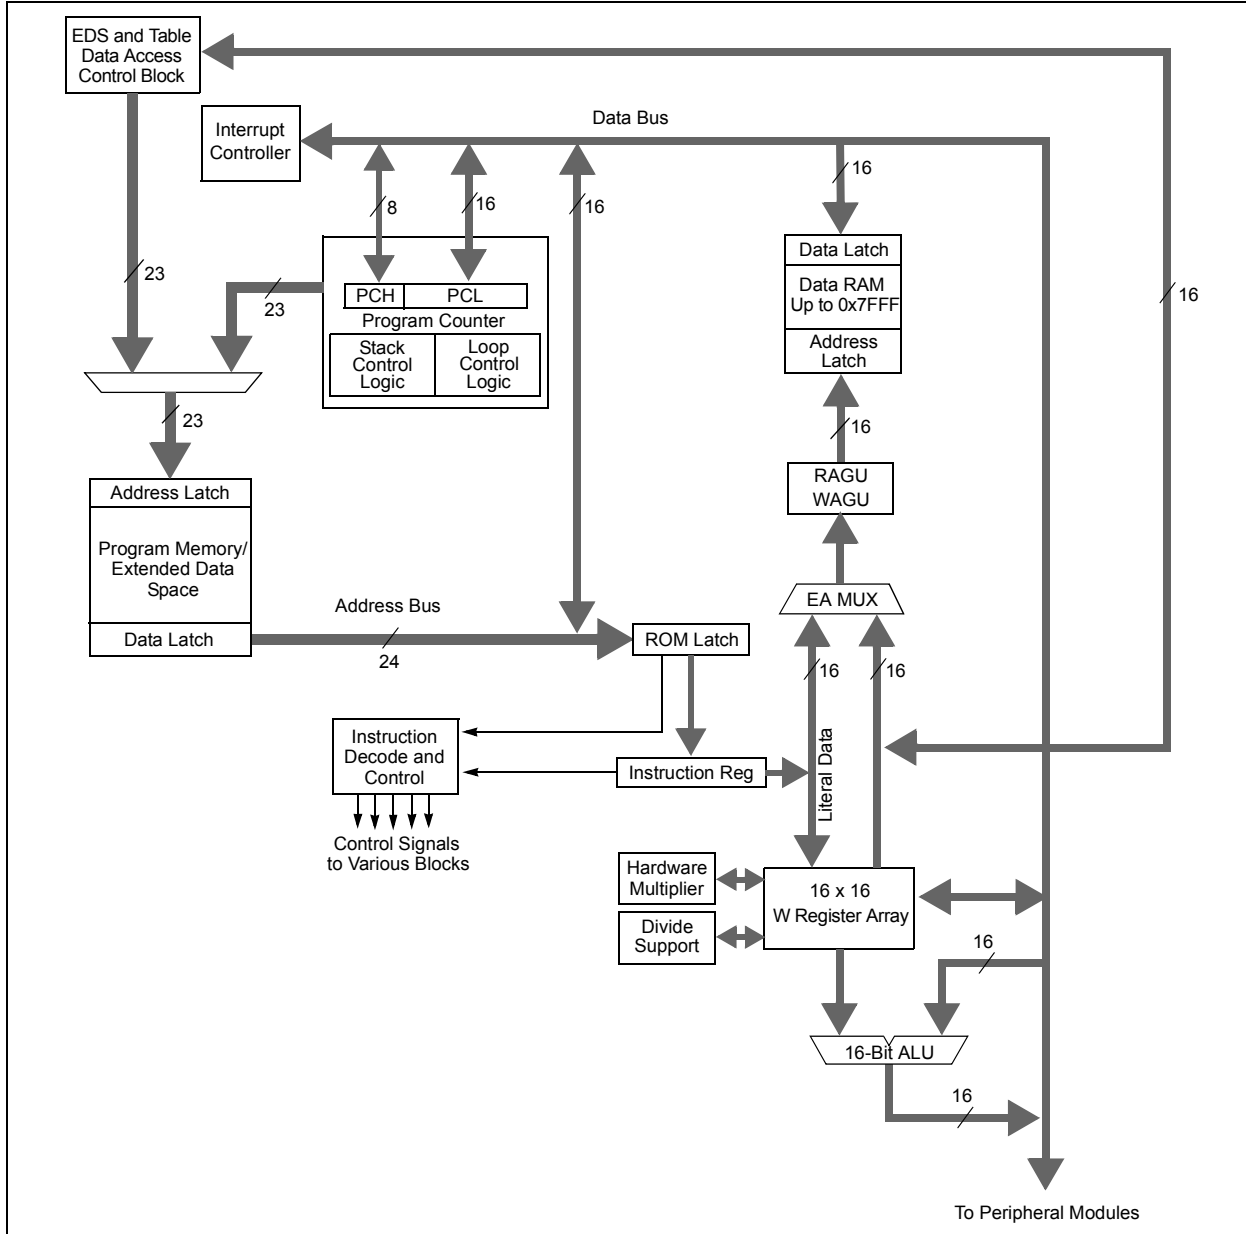 EDS and Table
Data Access
Control Block
Interrupt
Controller
Data Bus
16
8
16
16
16
23
23
PCH
PCL
Program Counter
Stack
Control
Logic
Loop
Control
Logic
Data Latch
Data RAM
Up to 0x7FFF
Address
Latch
23
16
RAGU
WAGU
Address Latch
Program Memory/
Extended Data
Space
Data Latch
EA MUX
Address Bus
24
ROM Latch
16
16
Instruction
Decode and
Control
Instruction Reg
Literal Data
Control Signals
to Various Blocks
Hardware
Multiplier
16 x 16
W Register Array
Divide
Support
16
16-Bit ALU
16
To Peripheral Modules